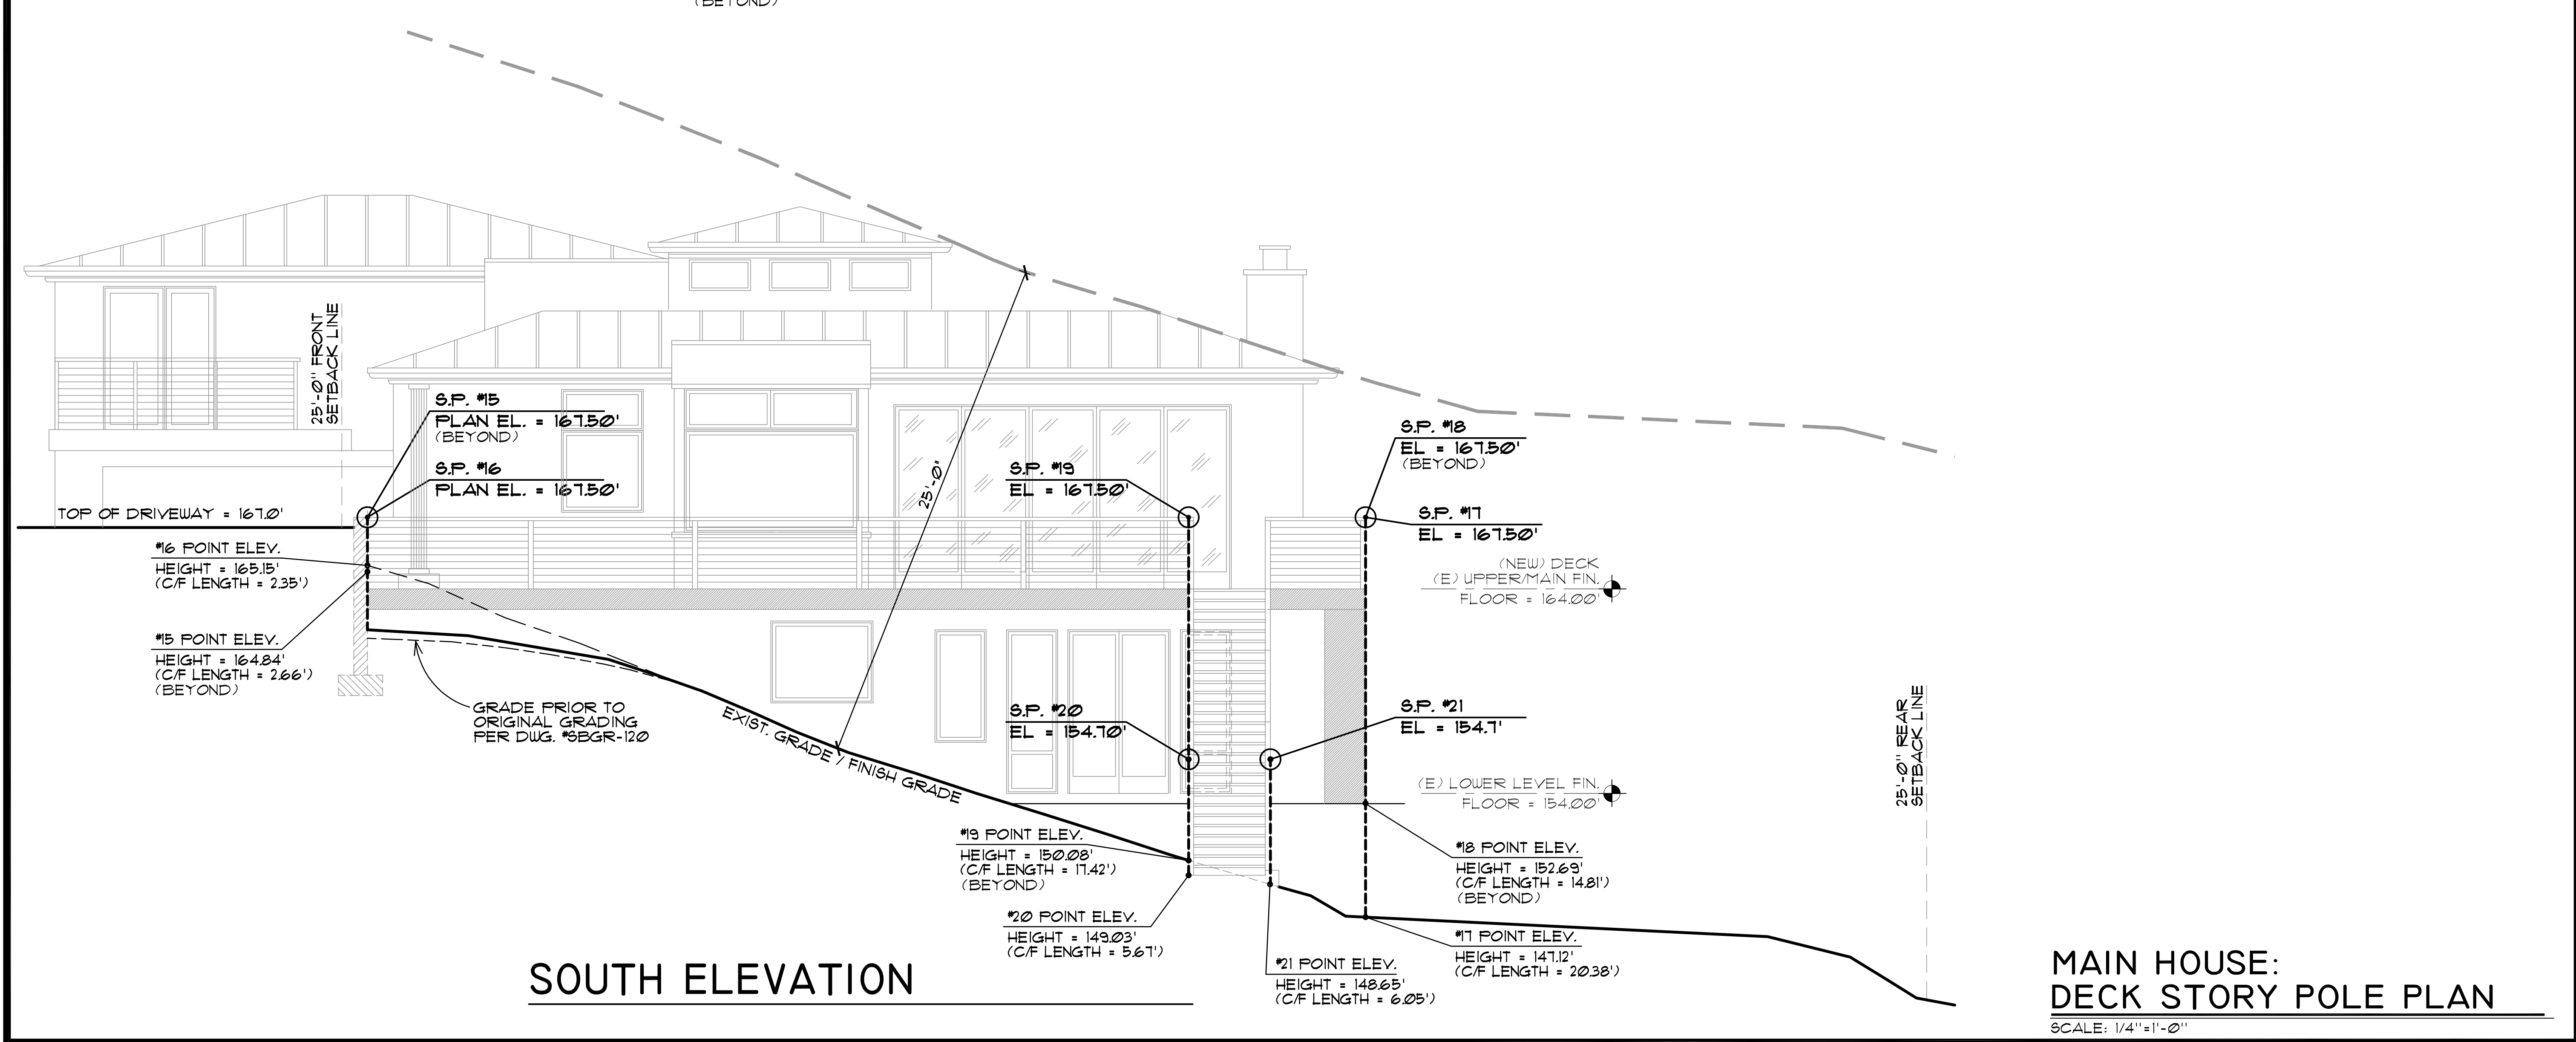 (BEYOND)
25'-0" FRONT
SETBACK LINE
S.P. #15
PLAN EL. = 167.50'
(BEYOND)
S.P. #16
PLAN EL. = 167.50'
TOP OF DRIVEWAY = 167.0'
#16 POINT ELEV.
HEIGHT = 165.15'
(C/F LENGTH = 2.35')
#15 POINT ELEV.
HEIGHT = 164.84'
(C/F LENGTH = 2.66')
(BEYOND)
GRADE PRIOR TO
ORIGINAL GRADING
PER DWG. #SBGR-120
EXIST. GRADE / FINISH GRADE
25'-0"
S.P. #19
EL = 167.50'
S.P. #18
EL = 167.50'
(BEYOND)
S.P. #17
EL = 167.50'
(NEW) DECK
(E) UPPER/MAIN FIN.
FLOOR = 164.00'
S.P. #20
EL = 154.70'
S.P. #21
EL = 154.7'
(E) LOWER LEVEL FIN.
FLOOR = 154.00'
25'-0" REAR
SETBACK LINE
#19 POINT ELEV.
HEIGHT = 150.08'
(C/F LENGTH = 17.42')
(BEYOND)
#20 POINT ELEV.
HEIGHT = 149.03'
(C/F LENGTH = 5.67')
#18 POINT ELEV.
HEIGHT = 152.69'
(C/F LENGTH = 14.81')
(BEYOND)
#17 POINT ELEV.
HEIGHT = 147.12'
(C/F LENGTH = 20.38')
#21 POINT ELEV.
HEIGHT = 148.65'
(C/F LENGTH = 6.05')
SOUTH ELEVATION
MAIN HOUSE:
DECK STORY POLE PLAN
SCALE: 1/4"=1'-0"